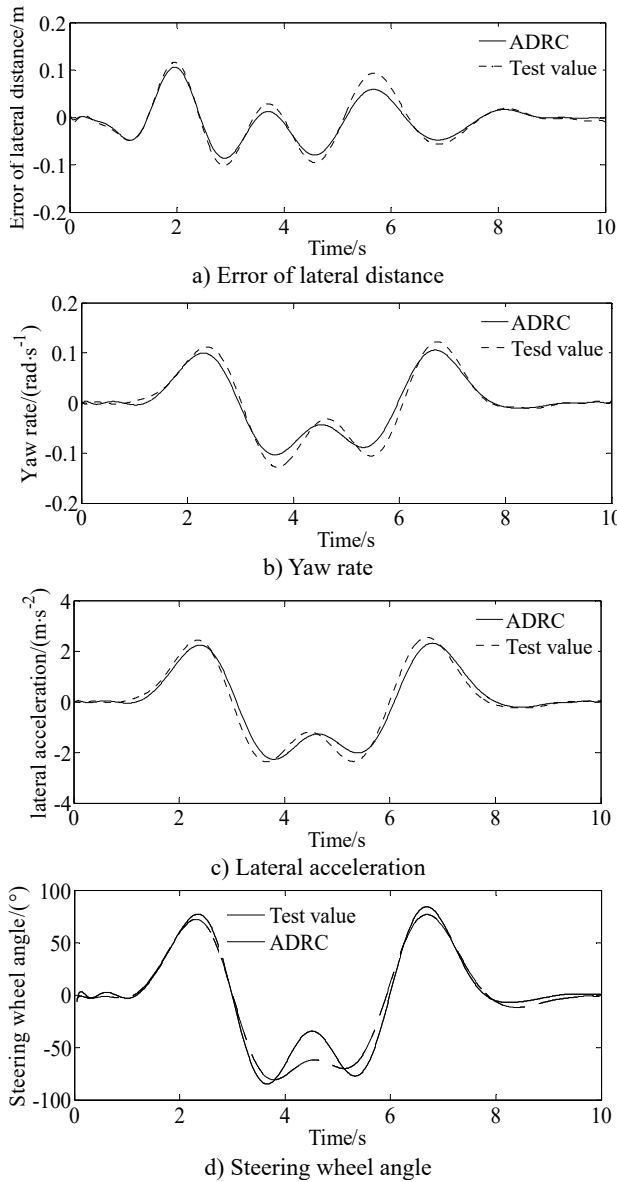 Error of lateral distance/m
0.2
0.1
0
-0.1
-0.2
ADRC
Test value
0 2 4 6 8 10
Time/s
a) Error of lateral distance
Yaw rate/(rad·s-1)
0.2
0.1
0
-0.1
-0.2
ADRC
Tesd value
0 2 4 6 8 10
Time/s
b) Yaw rate
lateral acceleration/(m·s-2)
4
2
0
-2
-4
ADRC
Test value
0 2 4 6 8 10
Time/s
c) Lateral acceleration
Steering wheel angle/(°)
100
50
0
-50
-100
Test value
ADRC
0 2 4 6 8 10
Time/s
d) Steering wheel angle